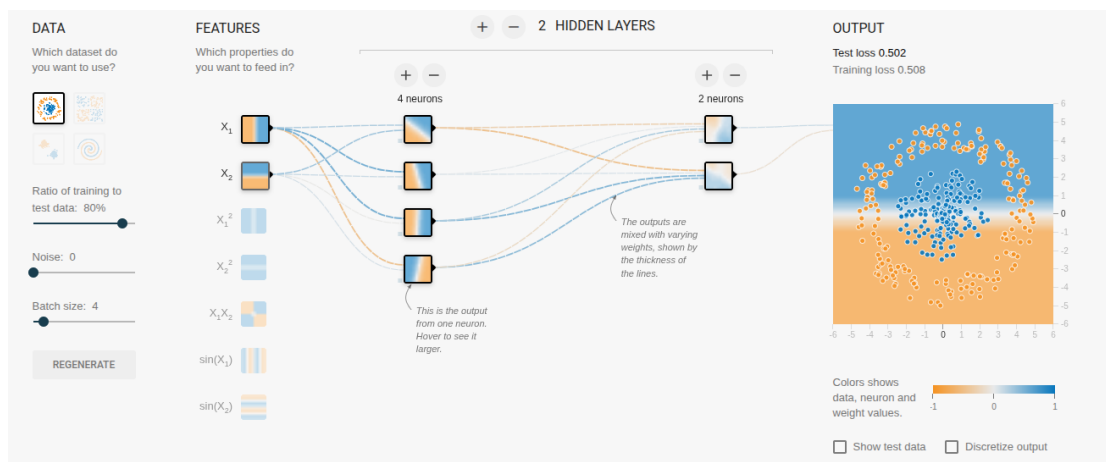 DATA
Which dataset do
you want to use?
Ratio of training to
test data: 80%
Noise: 0
Batch size: 4
REGENERATE
FEATURES
Which properties do
you want to feed in?
X1
X2
X1²
X2²
X1X2
sin(X1)
sin(X2)
+ − 2 HIDDEN LAYERS
+ −
4 neurons
+ −
2 neurons
This is the output
from one neuron.
Hover to see it
larger.
The outputs are
mixed with varying
weights, shown by
the thickness of
the lines.
OUTPUT
Test loss 0.502
Training loss 0.508
6
5
4
3
2
1
0
-1
-2
-3
-4
-5
-6
-6 -5 -4 -3 -2 -1 0 1 2 3 4 5 6
Colors shows
data, neuron and
weight values.
-1 0 1
Show test data Discretize output